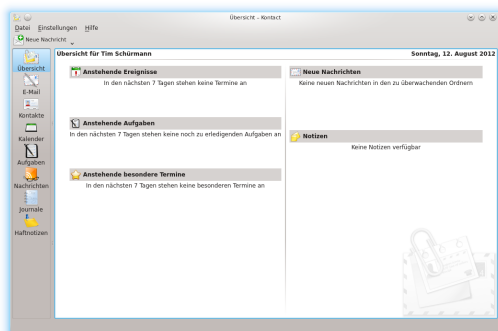 Übersicht - Kontact
Datei Einstellungen Hilfe
Neue Nachricht
Übersicht
E-Mail
Kontakte
Kalender
Aufgaben
Nachrichten
Journale
Haftnotizen
Übersicht für Tim Schürmann
Sonntag, 12. August 2012
Anstehende Ereignisse
In den nächsten 7 Tagen stehen keine Termine an
Anstehende Aufgaben
In den nächsten 7 Tagen stehen keine noch zu erledigenden Aufgaben an
Anstehende besondere Termine
In den nächsten 7 Tagen stehen keine besonderen Termine an
Neue Nachrichten
Keine neuen Nachrichten in den zu überwachenden Ordnern
Notizen
Keine Notizen verfügbar